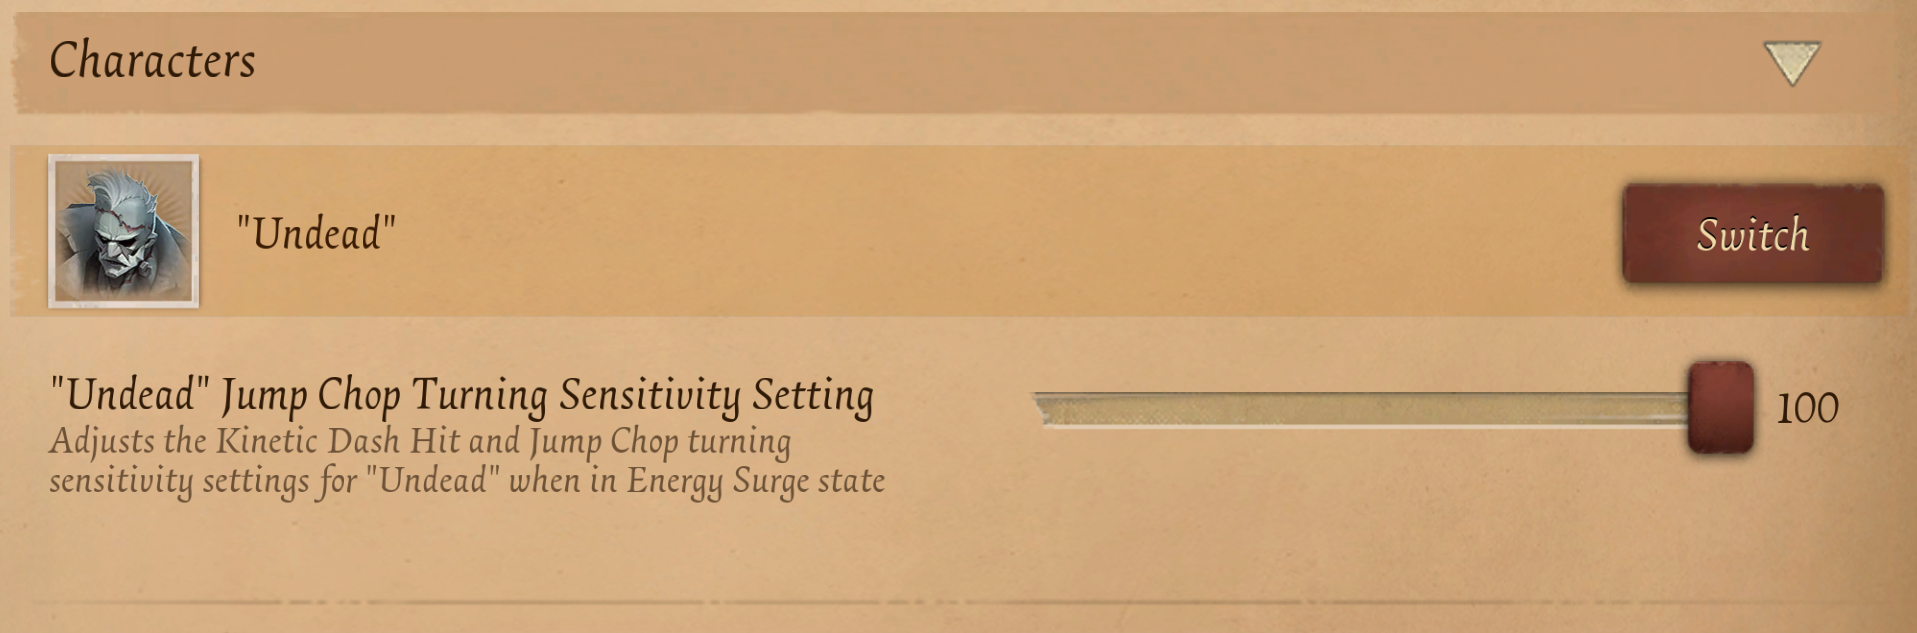 Characters
"Undead"
Switch
"Undead" Jump Chop Turning Sensitivity Setting
100
Adjusts the Kinetic Dash Hit and Jump Chop turning
sensitivity settings for "Undead" when in Energy Surge state